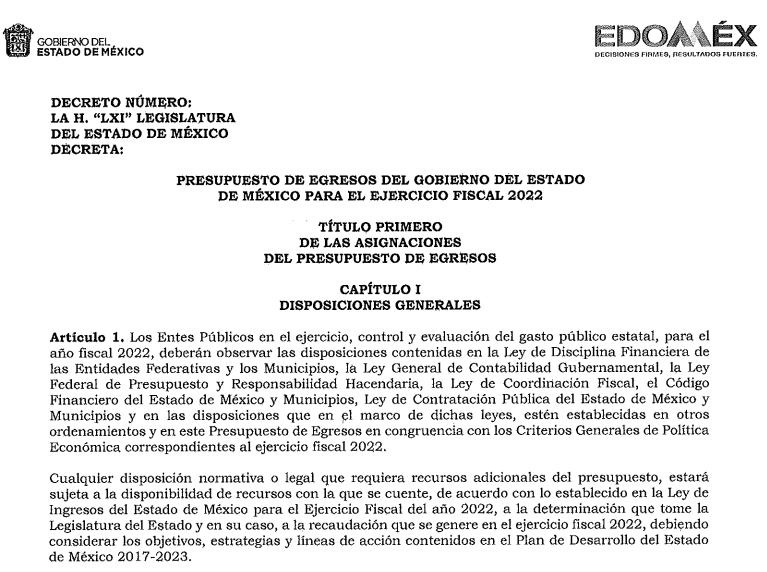 GOBIERNO DEL
ESTADO DE MÉXICO
EDOMÉX
DECISIONES FIRMES, RESULTADOS FUERTES.
DECRETO NÚMERO:
LA H. "LXI" LEGISLATURA
DEL ESTADO DE MÉXICO
DECRETA:
PRESUPUESTO DE EGRESOS DEL GOBIERNO DEL ESTADO
DE MÉXICO PARA EL EJERCICIO FISCAL 2022
TÍTULO PRIMERO
DE LAS ASIGNACIONES
DEL PRESUPUESTO DE EGRESOS
CAPÍTULO I
DISPOSICIONES GENERALES
Artículo 1. Los Entes Públicos en el ejercicio, control y evaluación del gasto público estatal, para el
año fiscal 2022, deberán observar las disposiciones contenidas en la Ley de Disciplina Financiera de
las Entidades Federativas y los Municipios, la Ley General de Contabilidad Gubernamental, la Ley
Federal de Presupuesto y Responsabilidad Hacendaria, la Ley de Coordinación Fiscal, el Código
Financiero del Estado de México y Municipios, Ley de Contratación Pública del Estado de México y
Municipios y en las disposiciones que en el marco de dichas leyes, estén establecidas en otros
ordenamientos y en este Presupuesto de Egresos en congruencia con los Criterios Generales de Política
Económica correspondientes al ejercicio fiscal 2022.
Cualquier disposición normativa o legal que requiera recursos adicionales del presupuesto, estará
sujeta a la disponibilidad de recursos con la que se cuente, de acuerdo con lo establecido en la Ley de
Ingresos del Estado de México para el Ejercicio Fiscal del año 2022, a la determinación que tome la
Legislatura del Estado y en su caso, a la recaudación que se genere en el ejercicio fiscal 2022, debiendo
considerar los objetivos, estrategias y líneas de acción contenidos en el Plan de Desarrollo del Estado
de México 2017-2023.